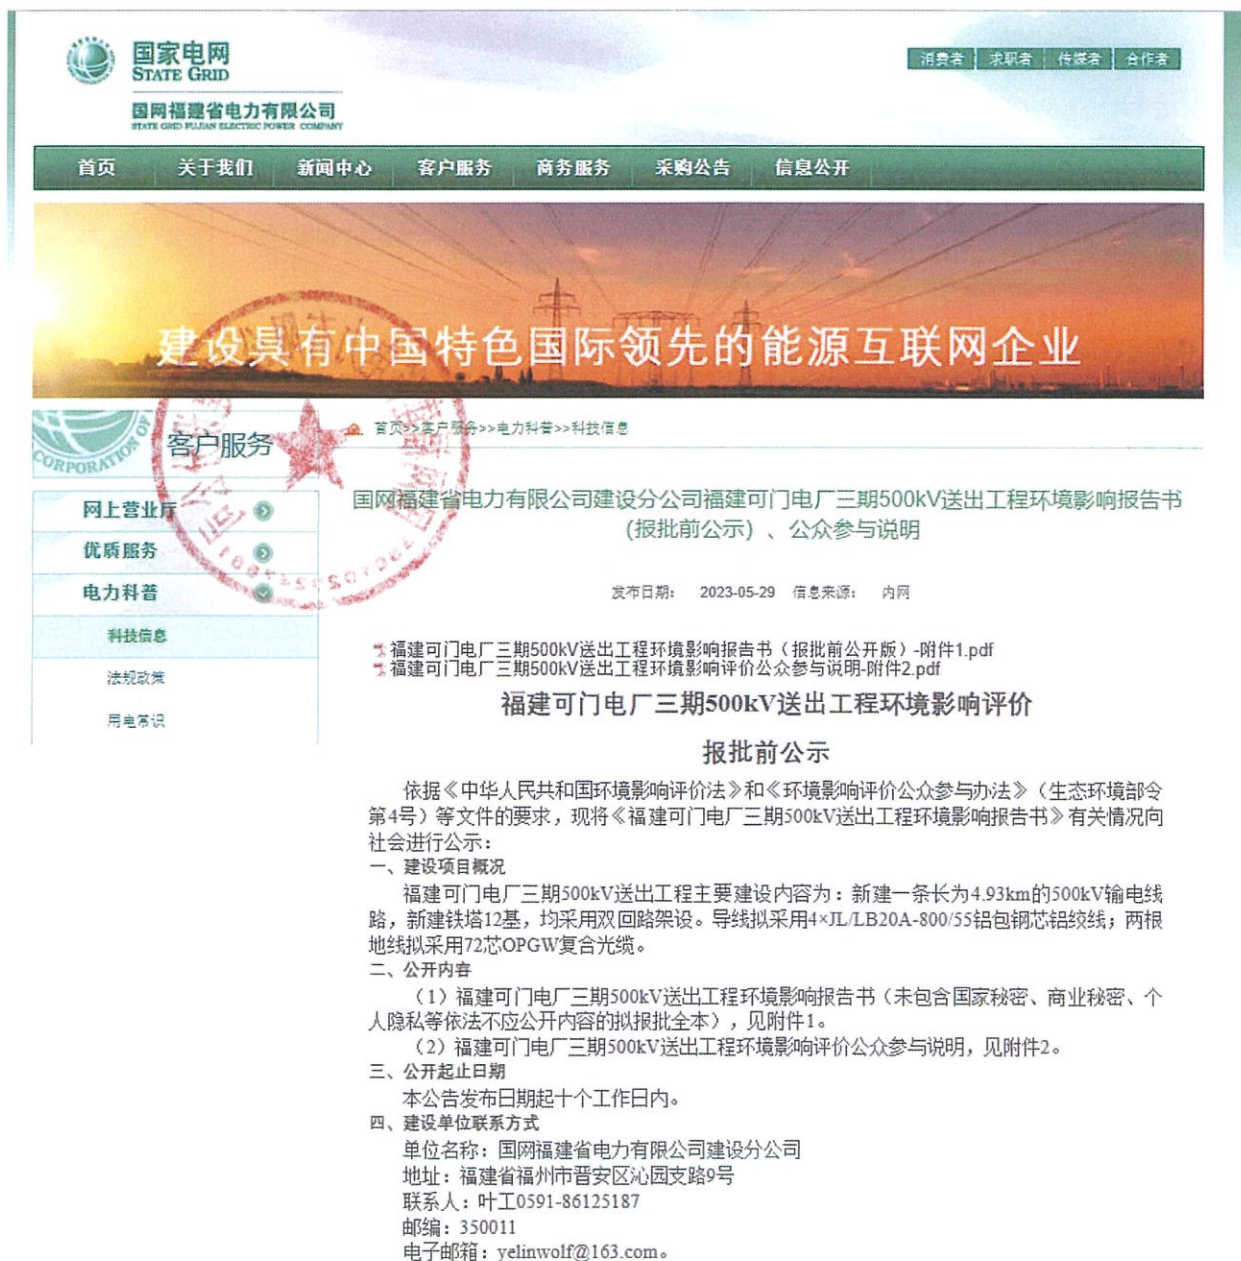 国家电网
STATE GRID
国网福建省电力有限公司
STATE GRID FUJIAN ELECTRIC POWER COMPANY
消费者 求职者 传媒者 合作者
首页 关于我们 新闻中心 客户服务 商务服务 采购公告 信息公开
建设具有中国特色国际领先的能源互联网企业
CORPORATION OF
客户服务
首页>>客户服务>>电力科普>>科技信息
网上营业厅
优质服务
电力科普
科技信息
法规政策
用电常识
国网福建省电力有限公司建设分公司福建可门电厂三期500kV送出工程环境影响报告书
(报批前公示)、公众参与说明
发布日期: 2023-05-29 信息来源: 内网
福建可门电厂三期500kV送出工程环境影响报告书(报批前公开版)-附件1.pdf
福建可门电厂三期500kV送出工程环境影响评价公众参与说明-附件2.pdf
福建可门电厂三期500kV送出工程环境影响评价
报批前公示
依据《中华人民共和国环境影响评价法》和《环境影响评价公众参与办法》(生态环境部令
第4号)等文件的要求,现将《福建可门电厂三期500kV送出工程环境影响报告书》有关情况向
社会进行公示:
一、建设项目概况
福建可门电厂三期500kV送出工程主要建设内容为:新建一条长为4.93km的500kV输电线
路,新建铁塔12基,均采用双回路架设。导线拟采用4×JL/LB20A-800/55铝包钢芯铝绞线;两根
地线拟采用72芯OPGW复合光缆。
二、公开内容
(1)福建可门电厂三期500kV送出工程环境影响报告书(未包含国家秘密、商业秘密、个
人隐私等依法不应公开内容的拟报批全本),见附件1。
(2)福建可门电厂三期500kV送出工程环境影响评价公众参与说明,见附件2。
三、公开起止日期
本公告发布日期起十个工作日内。
四、建设单位联系方式
单位名称:国网福建省电力有限公司建设分公司
地址:福建省福州市晋安区沁园支路9号
联系人:叶工0591-86125187
邮编:350011
电子邮箱:yelinwolf@163.com。